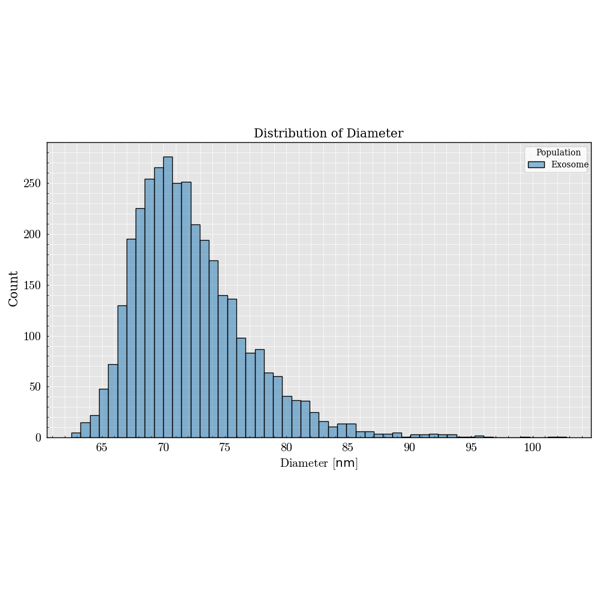 Distribution of Diameter
Population
Exosome
Count
250
200
150
100
50
0
65 70 75 80 85 90 95 100
Diameter [nm]